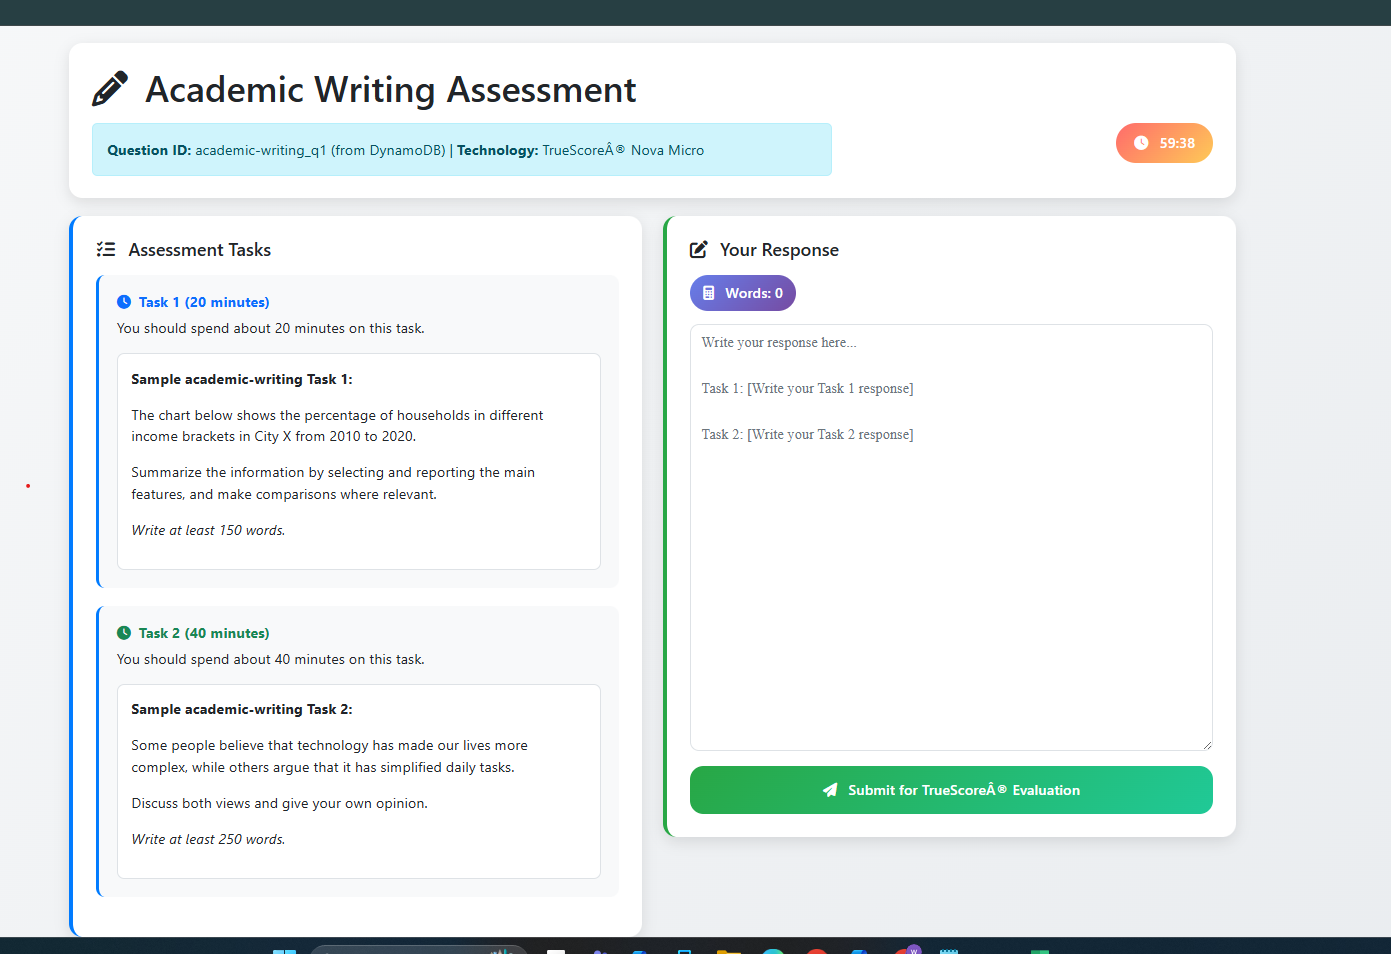 Academic Writing Assessment
Question ID: academic-writing_q1 (from DynamoDB) | Technology: TrueScoreÂ® Nova Micro
59:38
Assessment Tasks
Task 1 (20 minutes)
You should spend about 20 minutes on this task.
Sample academic-writing Task 1:
The chart below shows the percentage of households in different
income brackets in City X from 2010 to 2020.
Summarize the information by selecting and reporting the main
features, and make comparisons where relevant.
Write at least 150 words.
Task 2 (40 minutes)
You should spend about 40 minutes on this task.
Sample academic-writing Task 2:
Some people believe that technology has made our lives more
complex, while others argue that it has simplified daily tasks.
Discuss both views and give your own opinion.
Write at least 250 words.
Your Response
Words: 0
Write your response here...
Task 1: [Write your Task 1 response]
Task 2: [Write your Task 2 response]
Submit for TrueScoreÂ® Evaluation
W